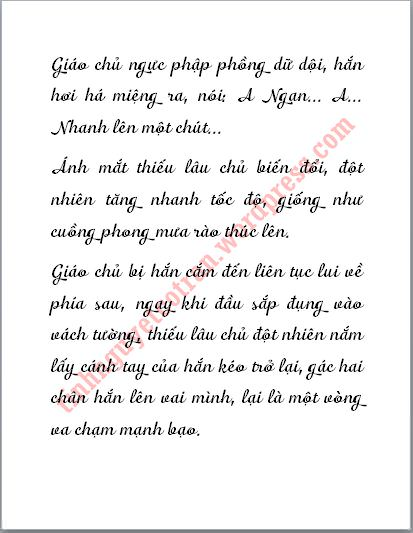 Giáo chủ ngực phập phồng dữ dội, hắn
hơi há miệng ra, nói: A Ngan... A...
Nhanh lên một chút...
Ánh mắt thiếu lâu chủ biến đổi, đột
nhiên tăng nhanh tốc độ, giống như
cuồng phong mưa rào thúc lên.
Giáo chủ bị hắn cắm đến liên tục lui về
phía sau, ngay khi đầu sắp đụng vào
vách tường, thiếu lâu chủ đột nhiên nắm
lấy cánh tay của hắn kéo trở lại, gác hai
chân hắn lên vai mình, lại là một vòng
va chạm mạnh bạo.